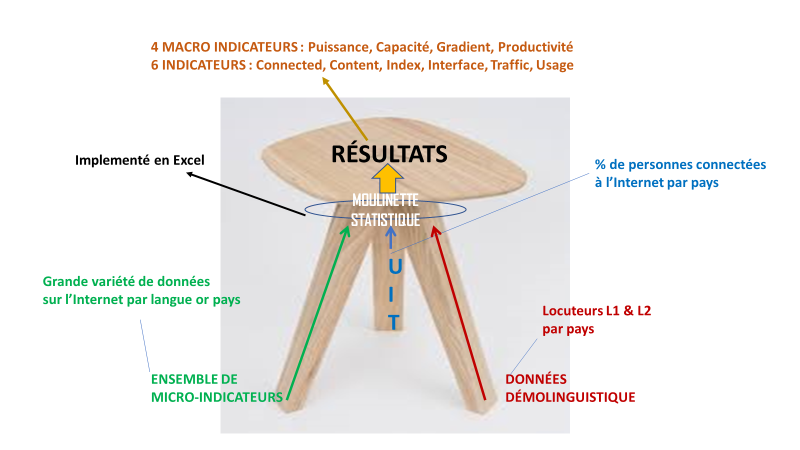 4 MACRO INDICATEURS : Puissance, Capacité, Gradient, Productivité
6 INDICATEURS : Connected, Content, Index, Interface, Traffic, Usage
RÉSULTATS
Implementé en Excel
% de personnes connectées
à l'Internet par pays
MOULINETTE
STATISTIQUE
UIT
Grande variété de données
sur l'Internet par langue or pays
Locuteurs L1 & L2
par pays
ENSEMBLE DE
MICRO-INDICATEURS
DONNÉES
DÉMOLINGUISTIQUE